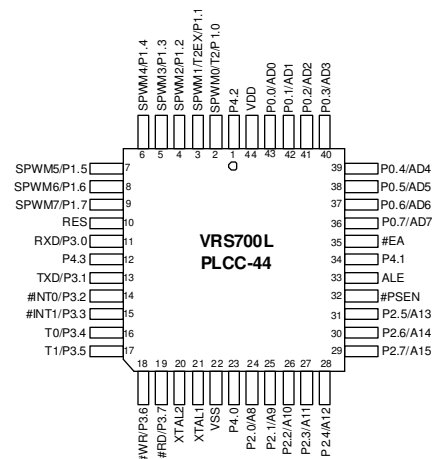 SPWM4/P1.4
SPWM3/P1.3
SPWM2/P1.2
SPWM1/T2EX/P1.1
SPWM0/T2/P1.0
P4.2
VDD
P0.0/AD0
P0.1/AD1
P0.2/AD2
P0.3/AD3
6 5 4 3 2 1 44 43 42 41 40
SPWM5/P1.5 7
SPWM6/P1.6 8
SPWM7/P1.7 9
RES 10
RXD/P3.0 11
P4.3 12
TXD/P3.1 13
#INT0/P3.2 14
#INT1/P3.3 15
T0/P3.4 16
T1/P3.5 17
VRS700L
PLCC-44
39 P0.4/AD4
38 P0.5/AD5
37 P0.6/AD6
36 P0.7/AD7
35 #EA
34 P4.1
33 ALE
32 #PSEN
31 P2.5/A13
30 P2.6/A14
29 P2.7/A15
18 19 20 21 22 23 24 25 26 27 28
#WR/P3.6
#RD/P3.7
XTAL2
XTAL1
VSS
P4.0
P2.0/A8
P2.1/A9
P2.2/A10
P2.3/A11
P2.4/A12